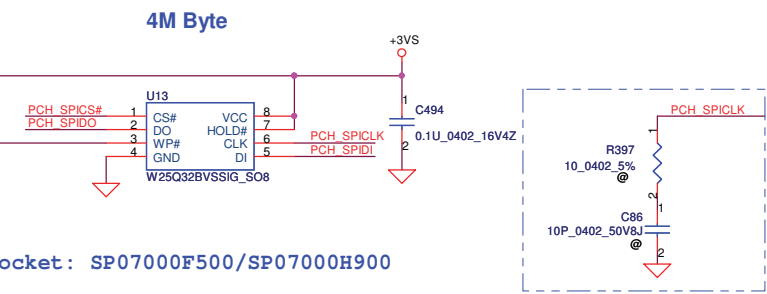 4M Byte
+3VS
U13
PCH_SPICS# 1 CS# VCC 8
PCH_SPIDO 2 DO HOLD# 7
3 WP# CLK 6 PCH_SPICLK
4 GND DI 5 PCH_SPIDI
W25Q32BVSSIG_SO8
1
C494
0.1U_0402_16V4Z
2
PCH_SPICLK
1
R397
10_0402_5%
@
2
1
C86
10P_0402_50V8J
@
2
ocket: SP07000F500/SP07000H900